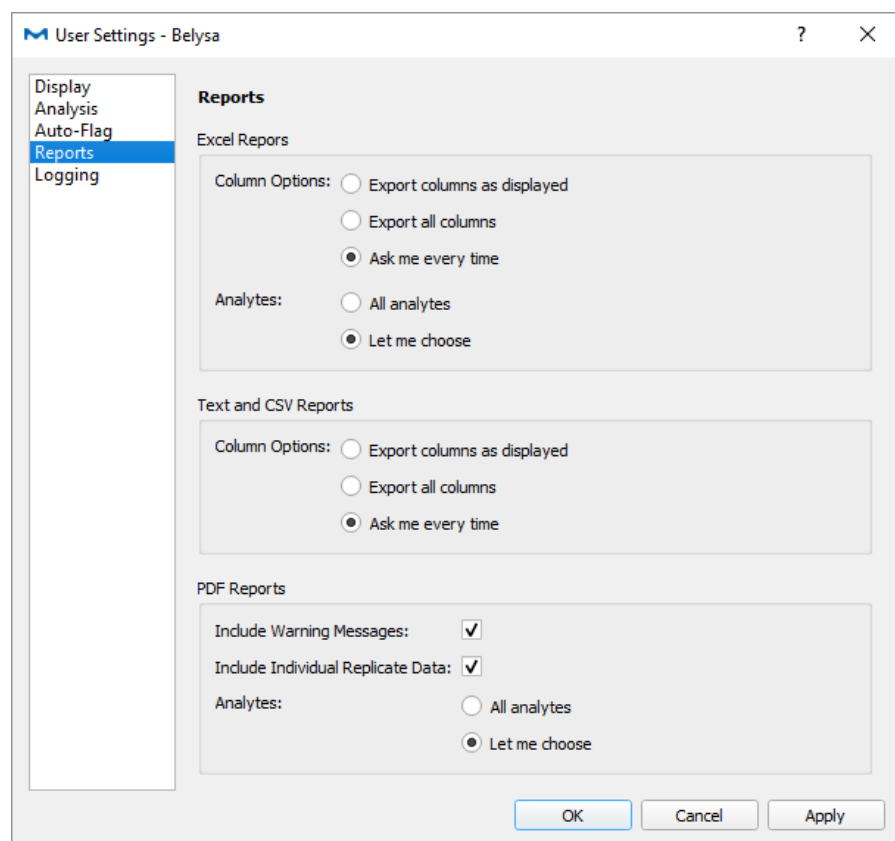 User Settings - Belysa ?
Display
Analysis
Auto-Flag
Reports
Logging
Reports
Excel Repors
Column Options: Export columns as displayed
Export all columns
Ask me every time
Analytes: All analytes
Let me choose
Text and CSV Reports
Column Options: Export columns as displayed
Export all columns
Ask me every time
PDF Reports
Include Warning Messages:
Include Individual Replicate Data:
Analytes: All analytes
Let me choose
OK Cancel Apply